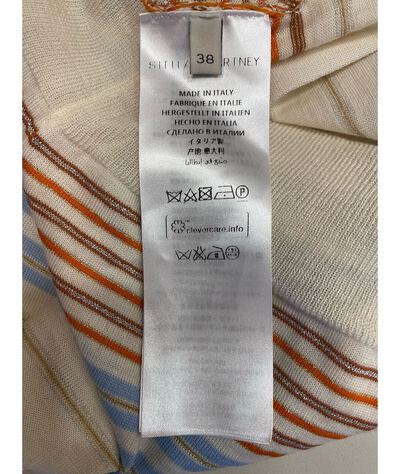 38
MADE IN ITALY
FABRIQUE EN ITALIE
HERGESTELLT IN ITALIEN
HECHO EN ITALIA
СДЕЛАНО В ИТАЛИИ
イタリア製
产地 意大利
صنع في إيطاليا
clevercare.info